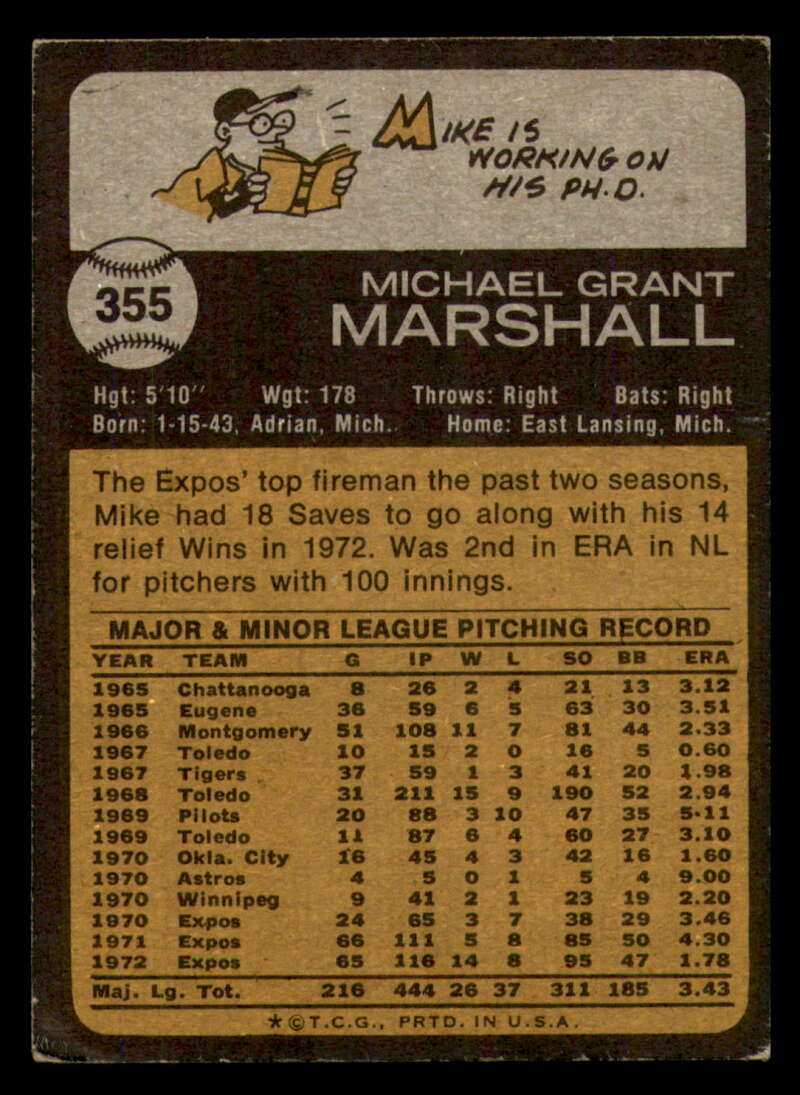 MIKE IS
WORKING ON
HIS PH.D.
355
MICHAEL GRANT
MARSHALL
Hgt: 5'10" Wgt: 178 Throws: Right Bats: Right
Born: 1-15-43, Adrian, Mich. Home: East Lansing, Mich.
The Expos' top fireman the past two seasons,
Mike had 18 Saves to go along with his 14
relief Wins in 1972. Was 2nd in ERA in NL
for pitchers with 100 innings.
MAJOR & MINOR LEAGUE PITCHING RECORD
YEAR TEAM G IP W L SO BB ERA
1965 Chattanooga 8 26 2 4 21 13 3.12
1965 Eugene 36 59 6 5 63 30 3.51
1966 Montgomery 51 108 11 7 81 44 2.33
1967 Toledo 10 15 2 0 16 5 0.60
1967 Tigers 37 59 1 3 41 20 1.98
1968 Toledo 31 211 15 9 190 52 2.94
1969 Pilots 20 88 3 10 47 35 5.11
1969 Toledo 11 87 6 4 60 27 3.10
1970 Okla. City 16 45 4 3 42 16 1.60
1970 Astros 4 5 0 1 5 4 9.00
1970 Winnipeg 9 41 2 1 23 19 2.20
1970 Expos 24 65 3 7 38 29 3.46
1971 Expos 66 111 5 8 85 50 4.30
1972 Expos 65 116 14 8 95 47 1.78
Maj. Lg. Tot. 216 444 26 37 311 185 3.43
*©T.C.G., PRTD. IN U.S.A.